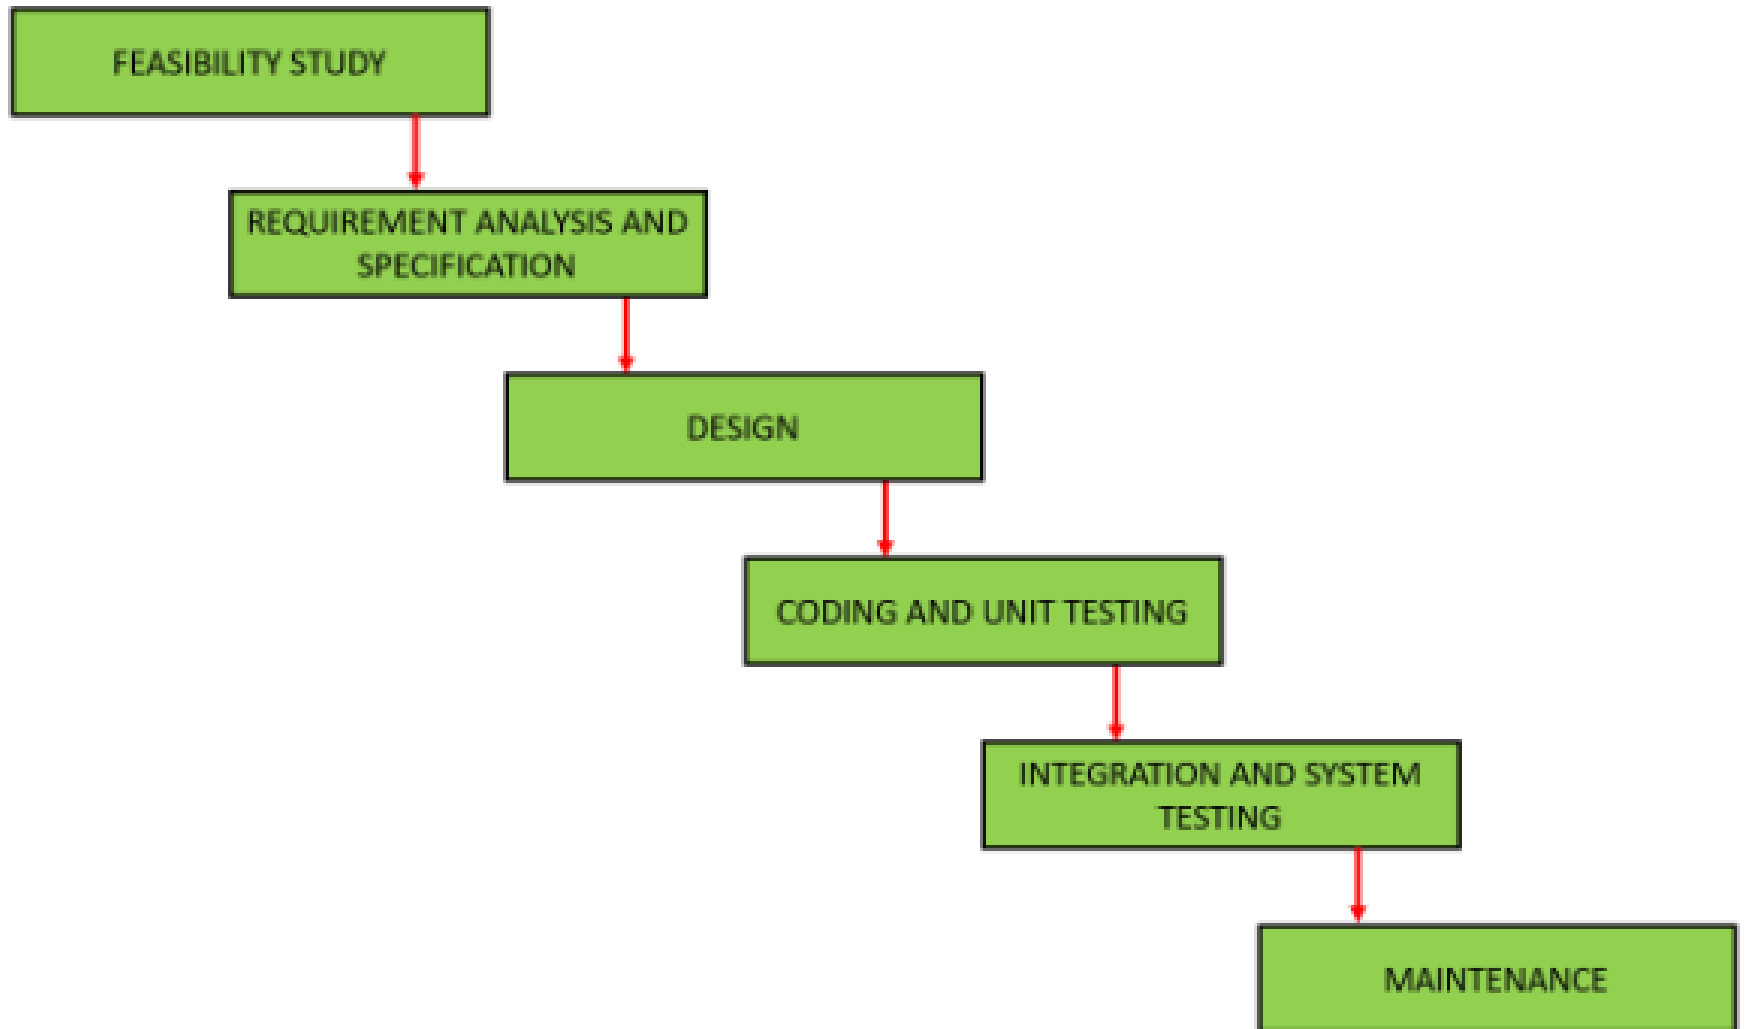 FEASIBILITY STUDY
REQUIREMENT ANALYSIS AND
SPECIFICATION
DESIGN
CODING AND UNIT TESTING
INTEGRATION AND SYSTEM
TESTING
MAINTENANCE